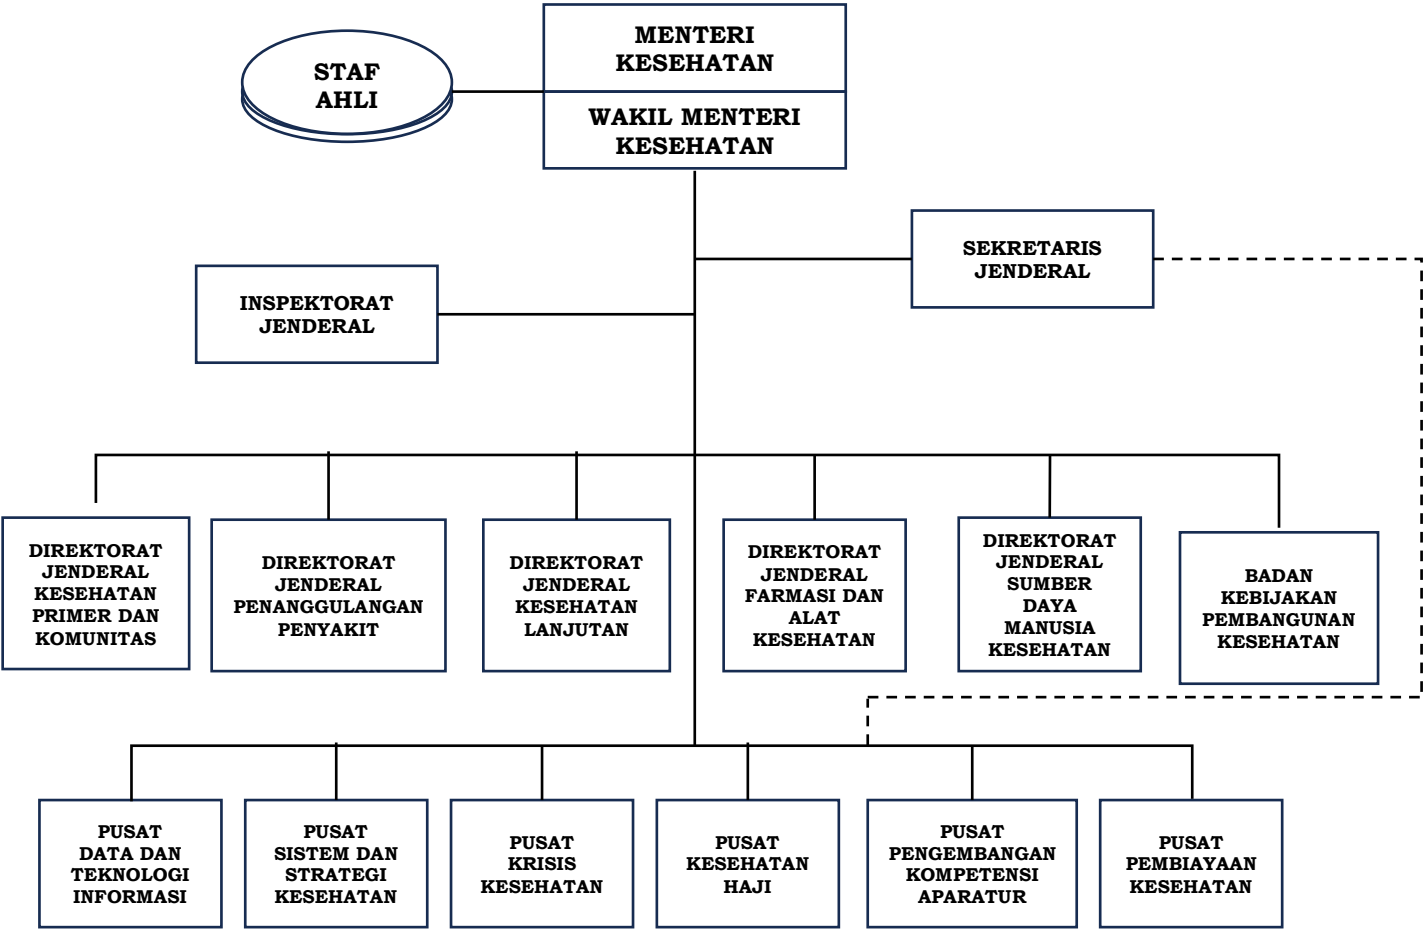 STAF
AHLI
MENTERI
KESEHATAN
WAKIL MENTERI
KESEHATAN
SEKRETARIS
JENDERAL
INSPEKTORAT
JENDERAL
DIREKTORAT
JENDERAL
KESEHATAN
PRIMER DAN
KOMUNITAS
DIREKTORAT
JENDERAL
PENANGGULANGAN
PENYAKIT
DIREKTORAT
JENDERAL
KESEHATAN
LANJUTAN
DIREKTORAT
JENDERAL
FARMASI DAN
ALAT
KESEHATAN
DIREKTORAT
JENDERAL
SUMBER
DAYA
MANUSIA
KESEHATAN
BADAN
KEBIJAKAN
PEMBANGUNAN
KESEHATAN
PUSAT
DATA DAN
TEKNOLOGI
INFORMASI
PUSAT
SISTEM DAN
STRATEGI
KESEHATAN
PUSAT
KRISIS
KESEHATAN
PUSAT
KESEHATAN
HAJI
PUSAT
PENGEMBANGAN
KOMPETENSI
APARATUR
PUSAT
PEMBIAYAAN
KESEHATAN